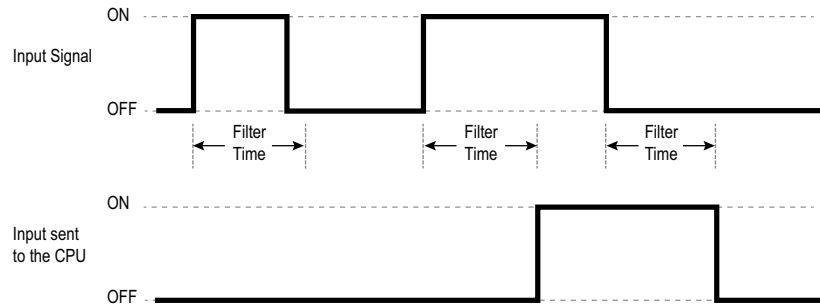 ON
Input Signal
OFF
Filter
Time
Filter
Time
Filter
Time
ON
Input sent
to the CPU
OFF